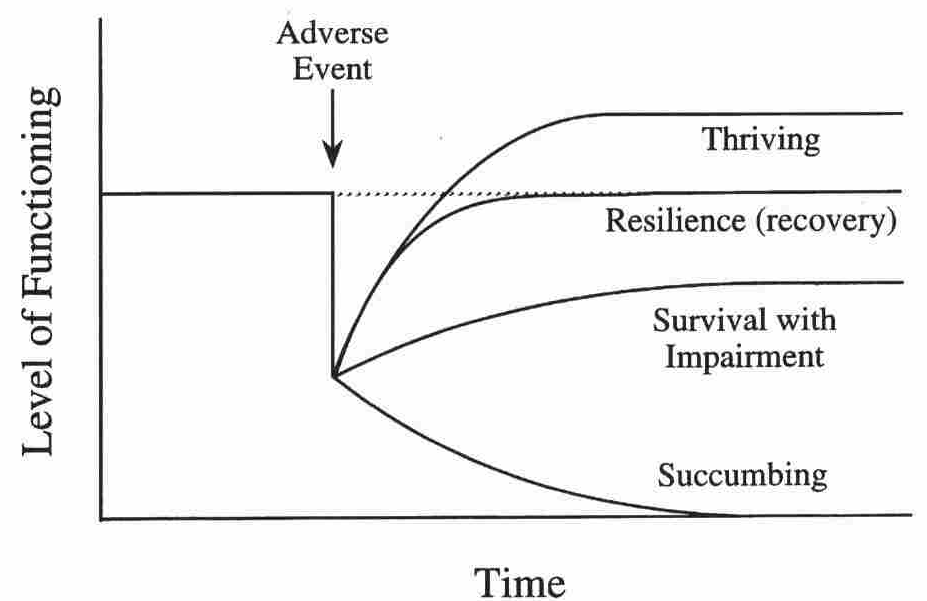 Adverse
Event
Level of Functioning
Thriving
Resilience (recovery)
Survival with
Impairment
Succumbing
Time